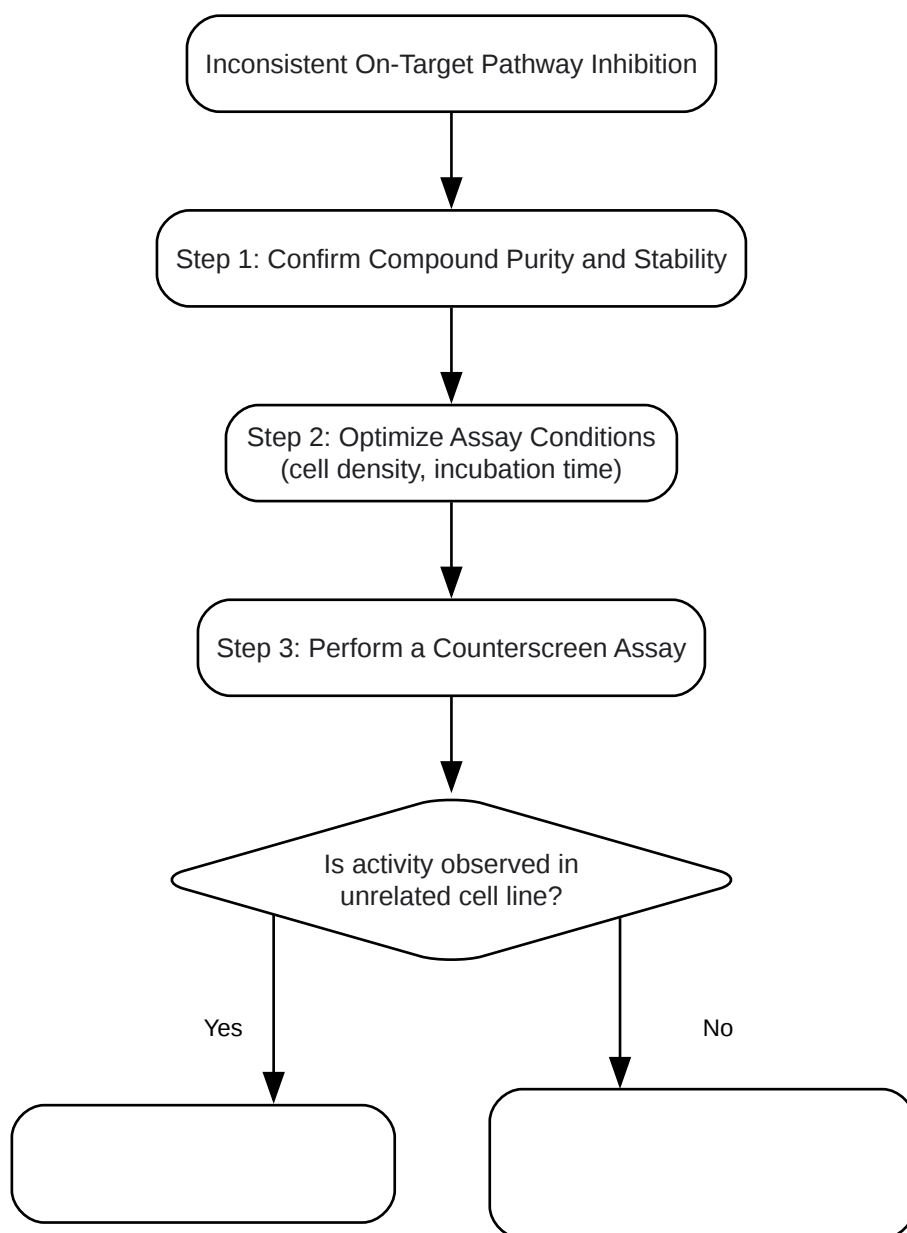 Inconsistent On-Target Pathway Inhibition
Step 1: Confirm Compound Purity and Stability
Step 2: Optimize Assay Conditions
(cell density, incubation time)
Step 3: Perform a Counterscreen Assay
Is activity observed in
unrelated cell line?
Yes
No